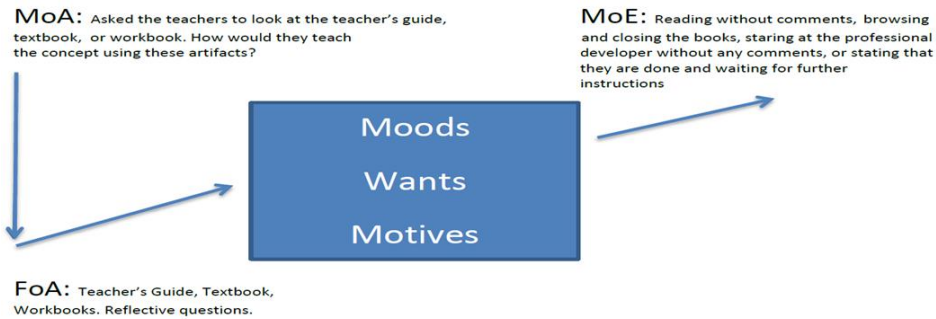 MoA: Asked the teachers to look at the teacher's guide,
textbook, or workbook. How would they teach
the concept using these artifacts?
MoE: Reading without comments, browsing
and closing the books, staring at the professional
developer without any comments, or stating that
they are done and waiting for further
instructions
Moods
Wants
Motives
FoA: Teacher's Guide, Textbook,
Workbooks. Reflective questions.